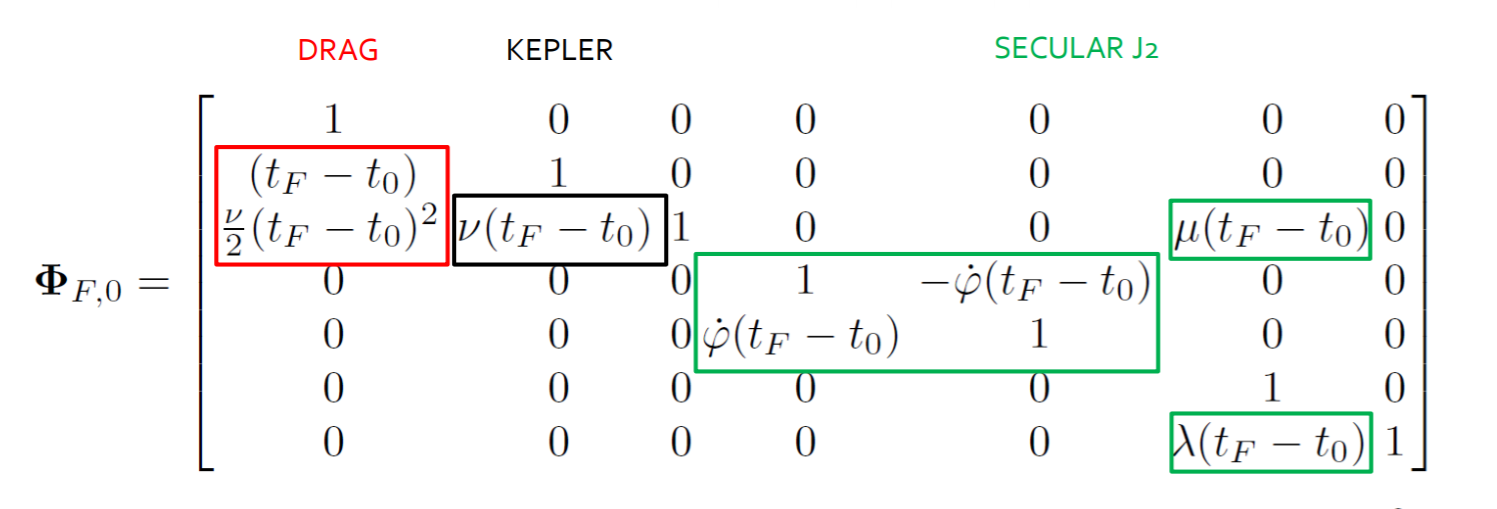 DRAG KEPLER SECULAR J2
1 0 0 0 0 0 0
(t_F − t_0) 1 0 0 0 0 0
ν/2 (t_F − t_0)^2 ν(t_F − t_0) 1 0 0 μ(t_F − t_0) 0
Φ_{F,0} = 0 0 0 1 −φ̇(t_F − t_0) 0 0
0 0 0 φ̇(t_F − t_0) 1 0 0
0 0 0 0 0 1 0
0 0 0 0 0 λ(t_F − t_0) 1